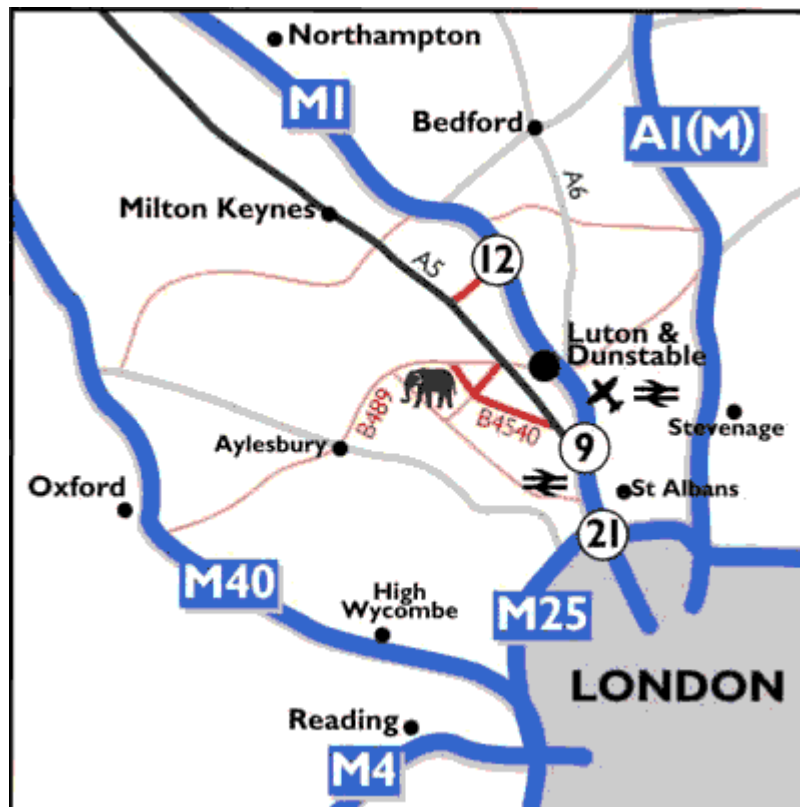 Northampton
M1
Bedford
A1(M)
A6
Milton Keynes
A5
12
Luton &
Dunstable
B489
B4540
Stevenage
Aylesbury
9
Oxford
St Albans
21
M40
High
Wycombe
M25
LONDON
Reading
M4